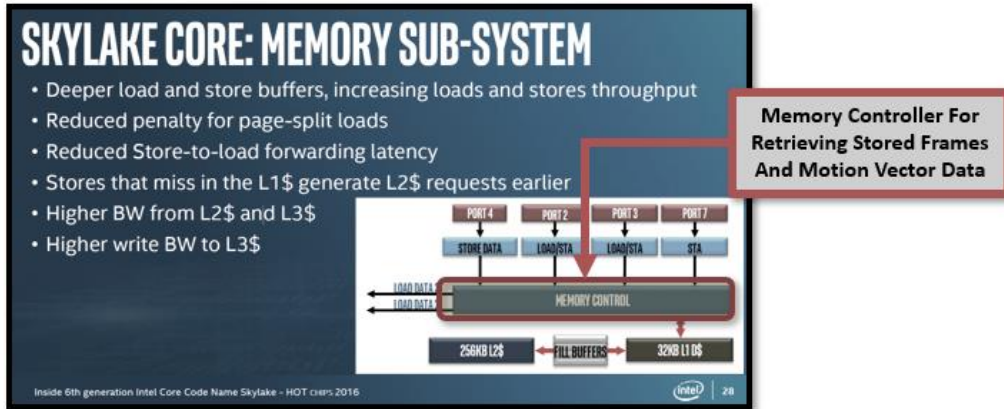 SKYLAKE CORE: MEMORY SUB-SYSTEM
• Deeper load and store buffers, increasing loads and stores throughput
• Reduced penalty for page-split loads
• Reduced Store-to-load forwarding latency
• Stores that miss in the L1$ generate L2$ requests earlier
• Higher BW from L2$ and L3$
• Higher write BW to L3$
Memory Controller For
Retrieving Stored Frames
And Motion Vector Data
PORT 4 PORT 2 PORT 3 PORT 7
STORE DATA LOAD/STA LOAD/STA STA
LOAD DATA
LOAD DATA
MEMORY CONTROL
256KB L2$ FILL BUFFERS 32KB L1 D$
Inside 6th generation Intel Core Code Name Skylake – HOT CHIPS 2016
intel 28